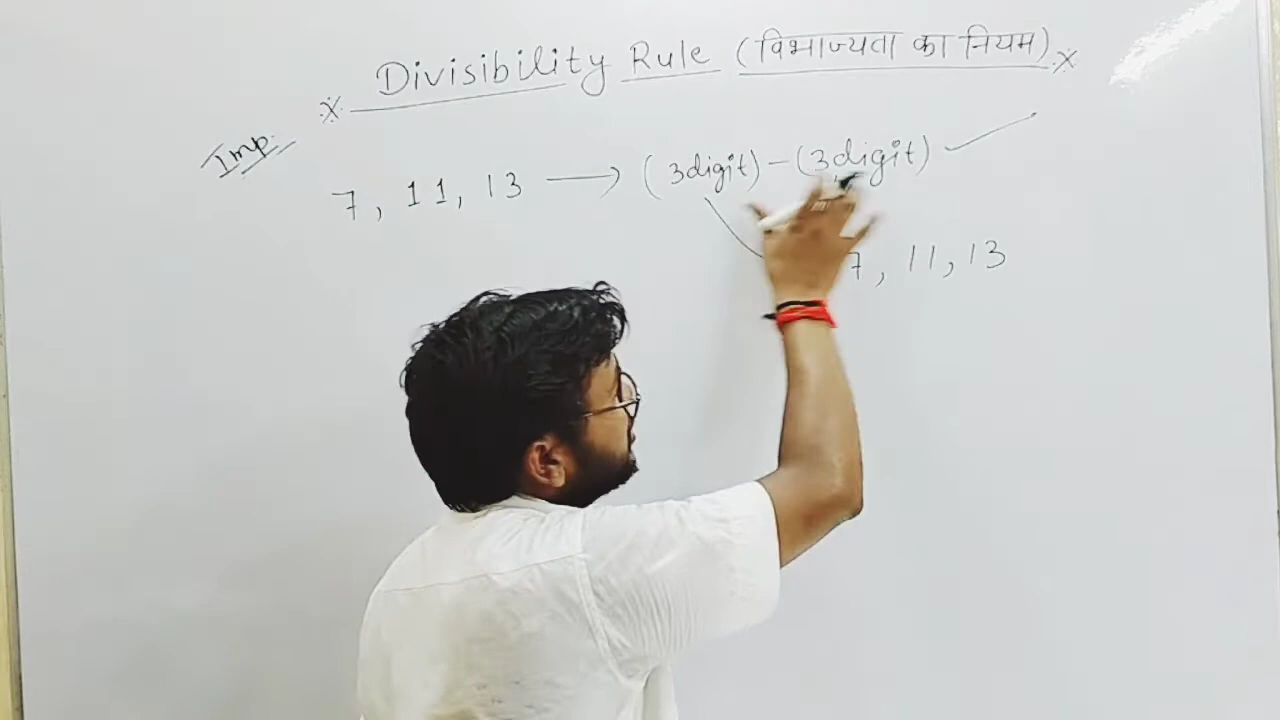 Divisibility Rule (विभाज्यता का नियम)
Imp.
7, 11, 13 → (3digit) - (3digit) ✓
7, 11, 13